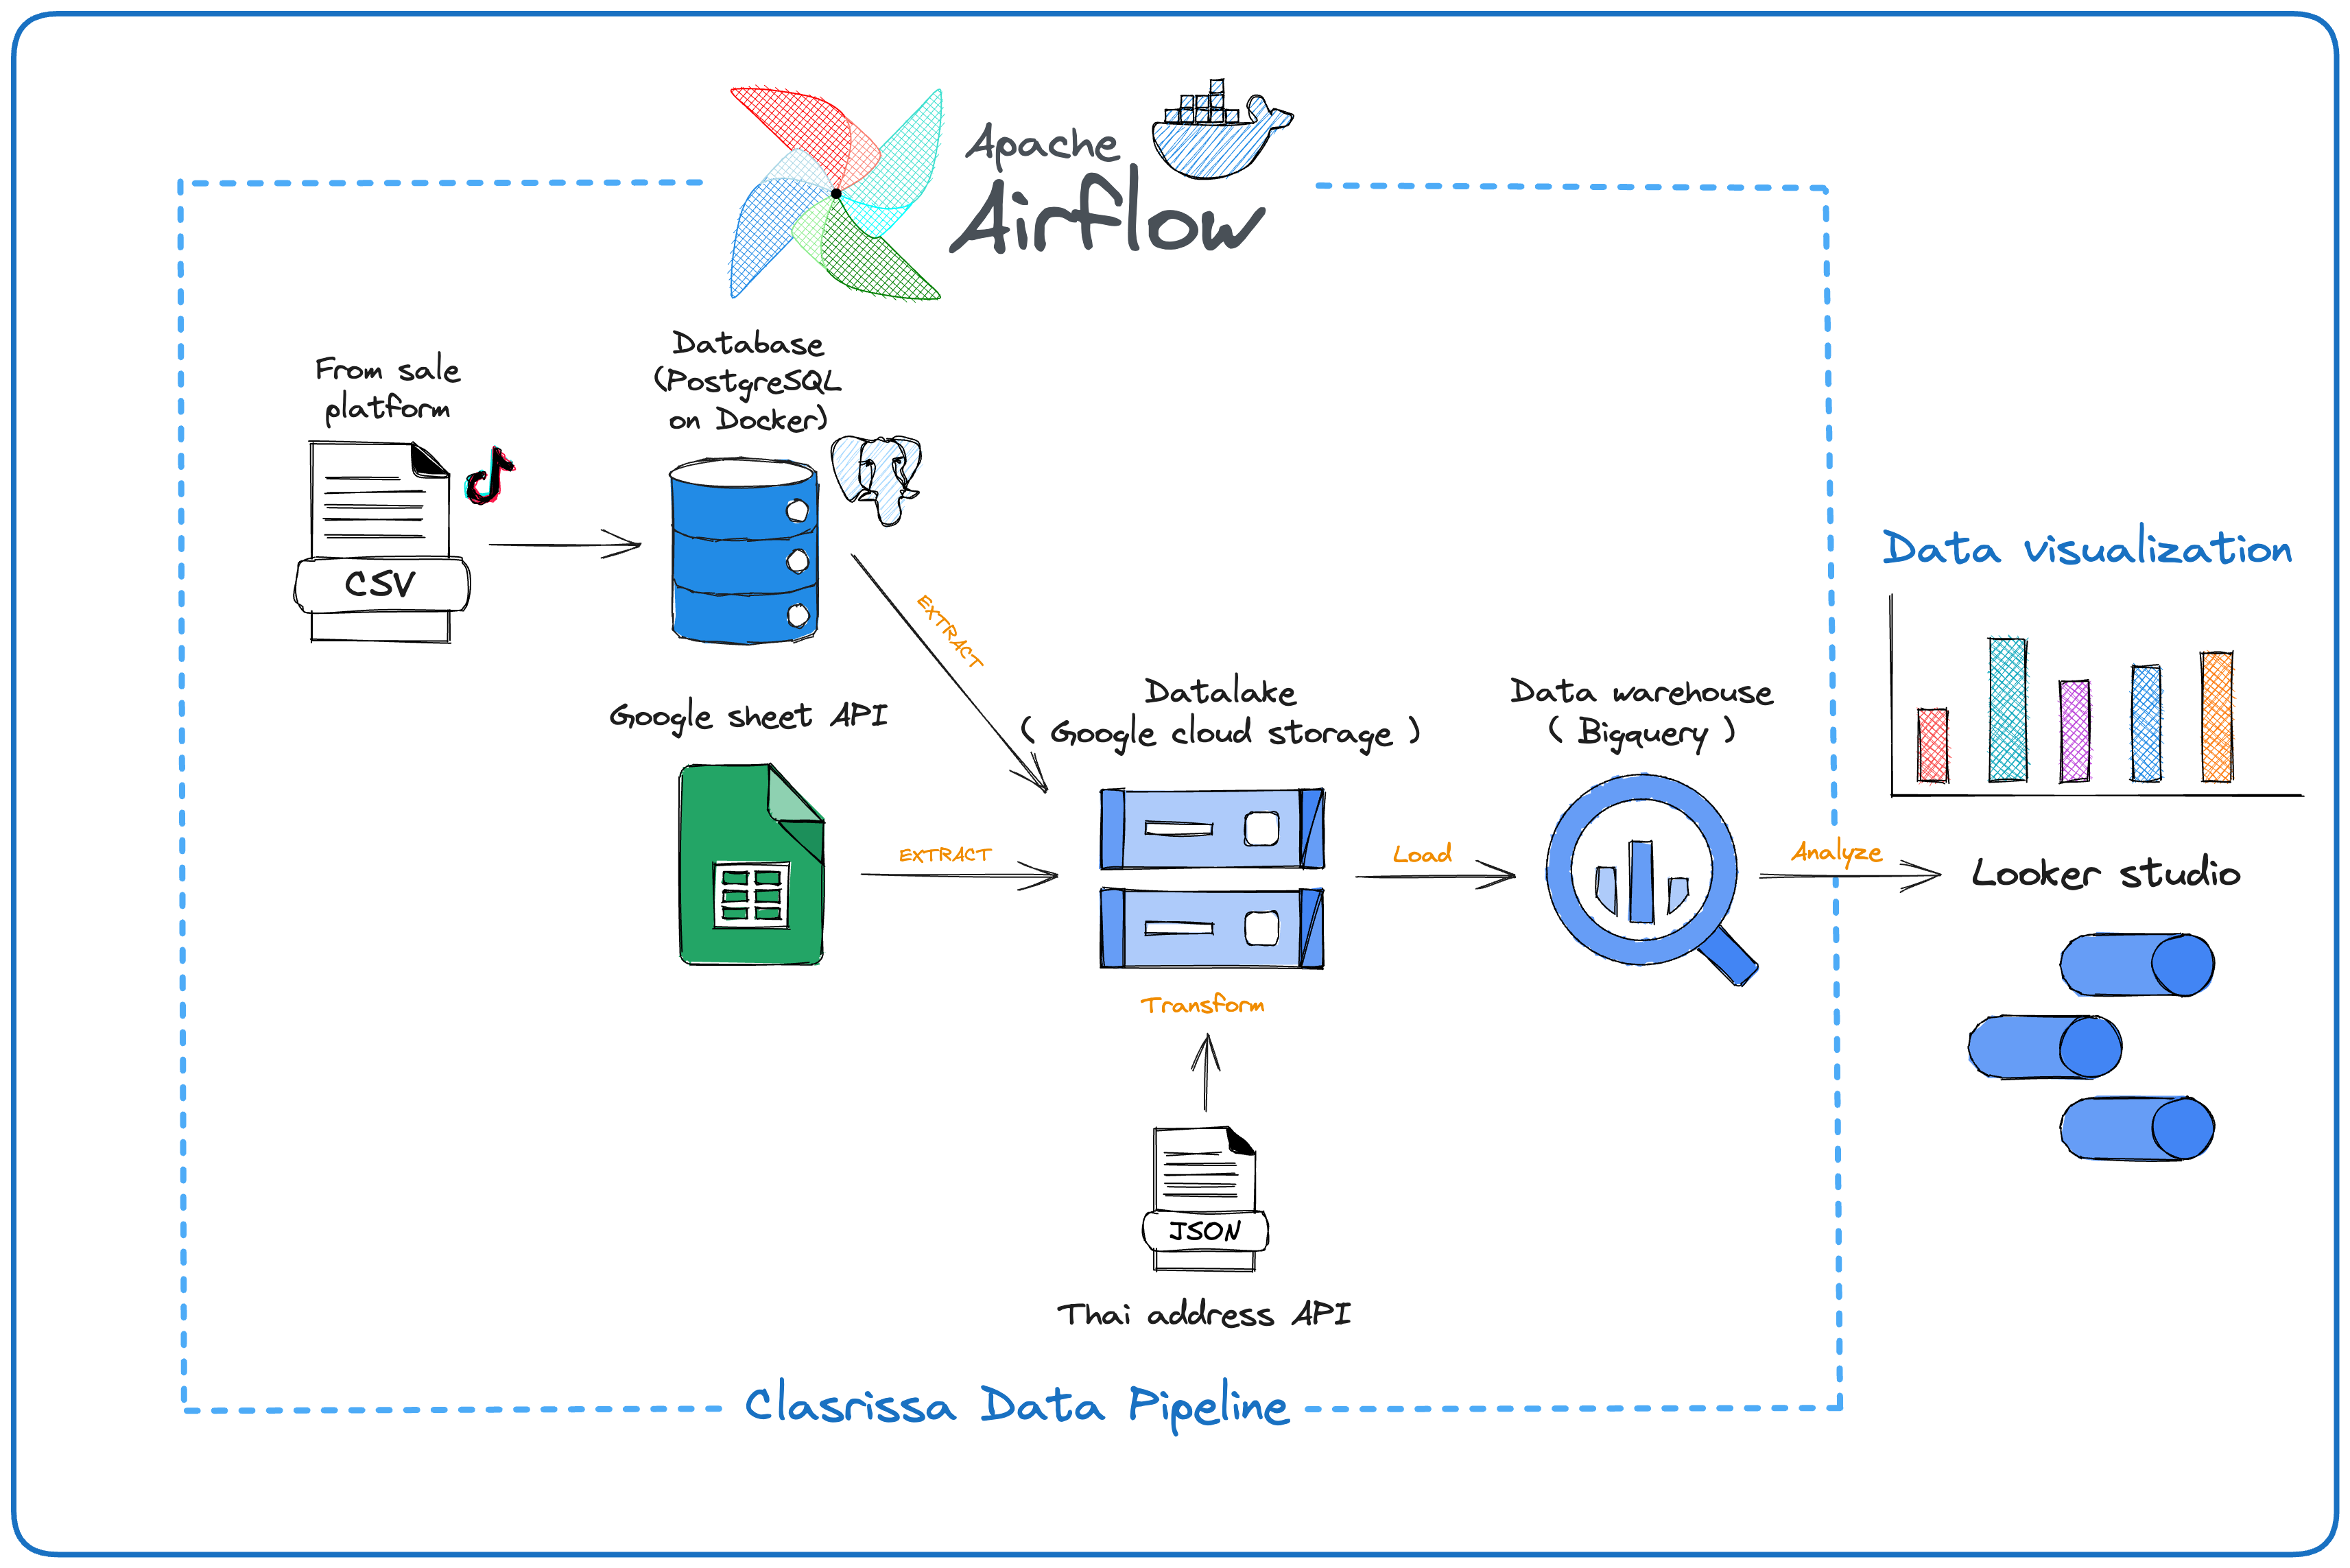 Apache
Airflow
From sale
platform
CSV
Database
(PostgreSQL
on Docker)
EXTRACT
Google sheet API
EXTRACT
Datalake
( Google cloud storage )
Transform
JSON
Thai address API
Load
Data warehouse
( Bigquery )
Analyze
Data visualization
Looker studio
Clasrissa Data Pipeline